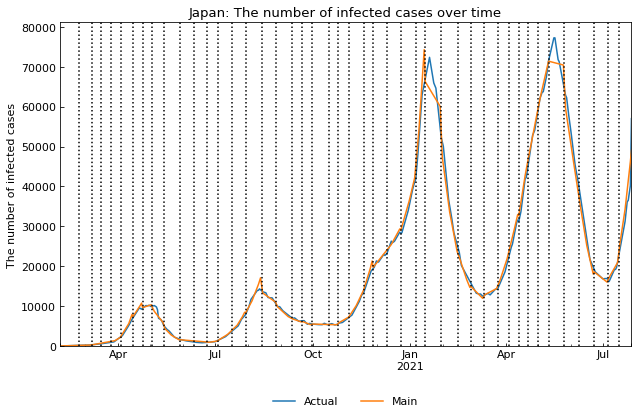 Japan: The number of infected cases over time
The number of infected cases
80000
70000
60000
50000
40000
30000
20000
10000
0
Apr Jul Oct Jan Apr Jul
2021
Actual Main